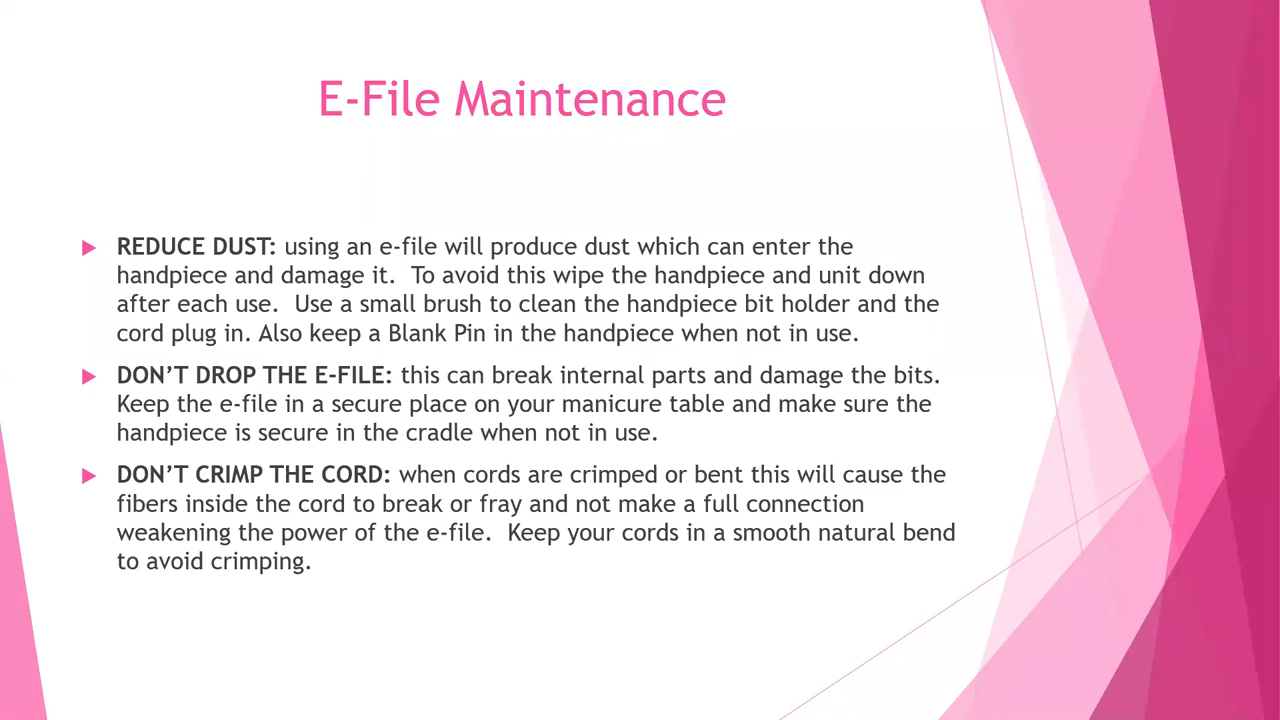 E-File Maintenance
REDUCE DUST: using an e-file will produce dust which can enter the
handpiece and damage it.  To avoid this wipe the handpiece and unit down
after each use.  Use a small brush to clean the handpiece bit holder and the
cord plug in. Also keep a Blank Pin in the handpiece when not in use.
DON’T DROP THE E-FILE: this can break internal parts and damage the bits.
Keep the e-file in a secure place on your manicure table and make sure the
handpiece is secure in the cradle when not in use.
DON’T CRIMP THE CORD: when cords are crimped or bent this will cause the
fibers inside the cord to break or fray and not make a full connection
weakening the power of the e-file.  Keep your cords in a smooth natural bend
to avoid crimping.